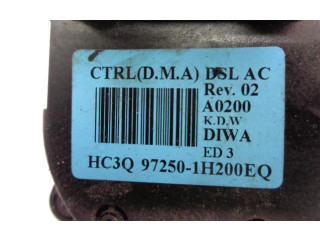 CTRL(D.M.A) DSL AC
Rev. 02
A0200
K.D.W
DIWA
ED 3
HC3Q 97250-1H200EQ